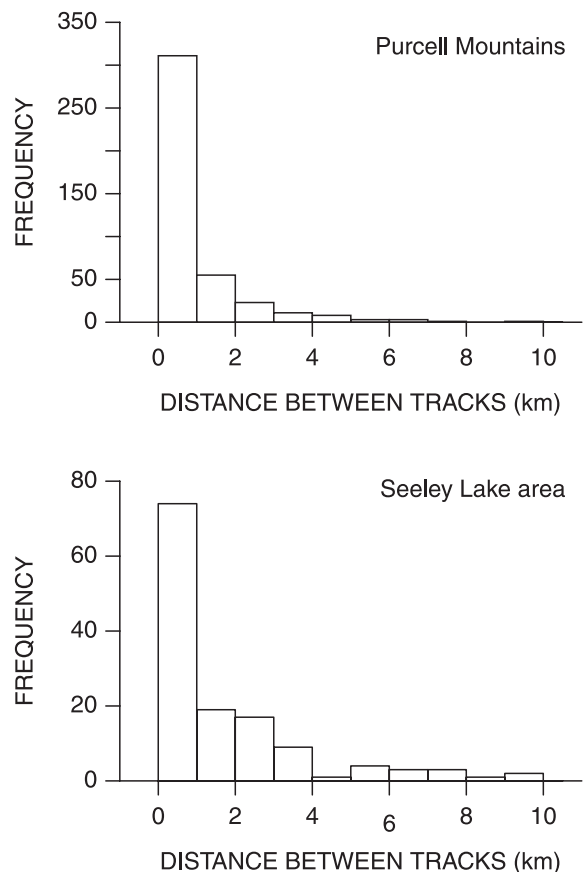 Purcell Mountains
FREQUENCY
350
250
150
50
0
0 2 4 6 8 10
DISTANCE BETWEEN TRACKS (km)
Seeley Lake area
FREQUENCY
80
60
40
20
0
0 2 4 6 8 10
DISTANCE BETWEEN TRACKS (km)